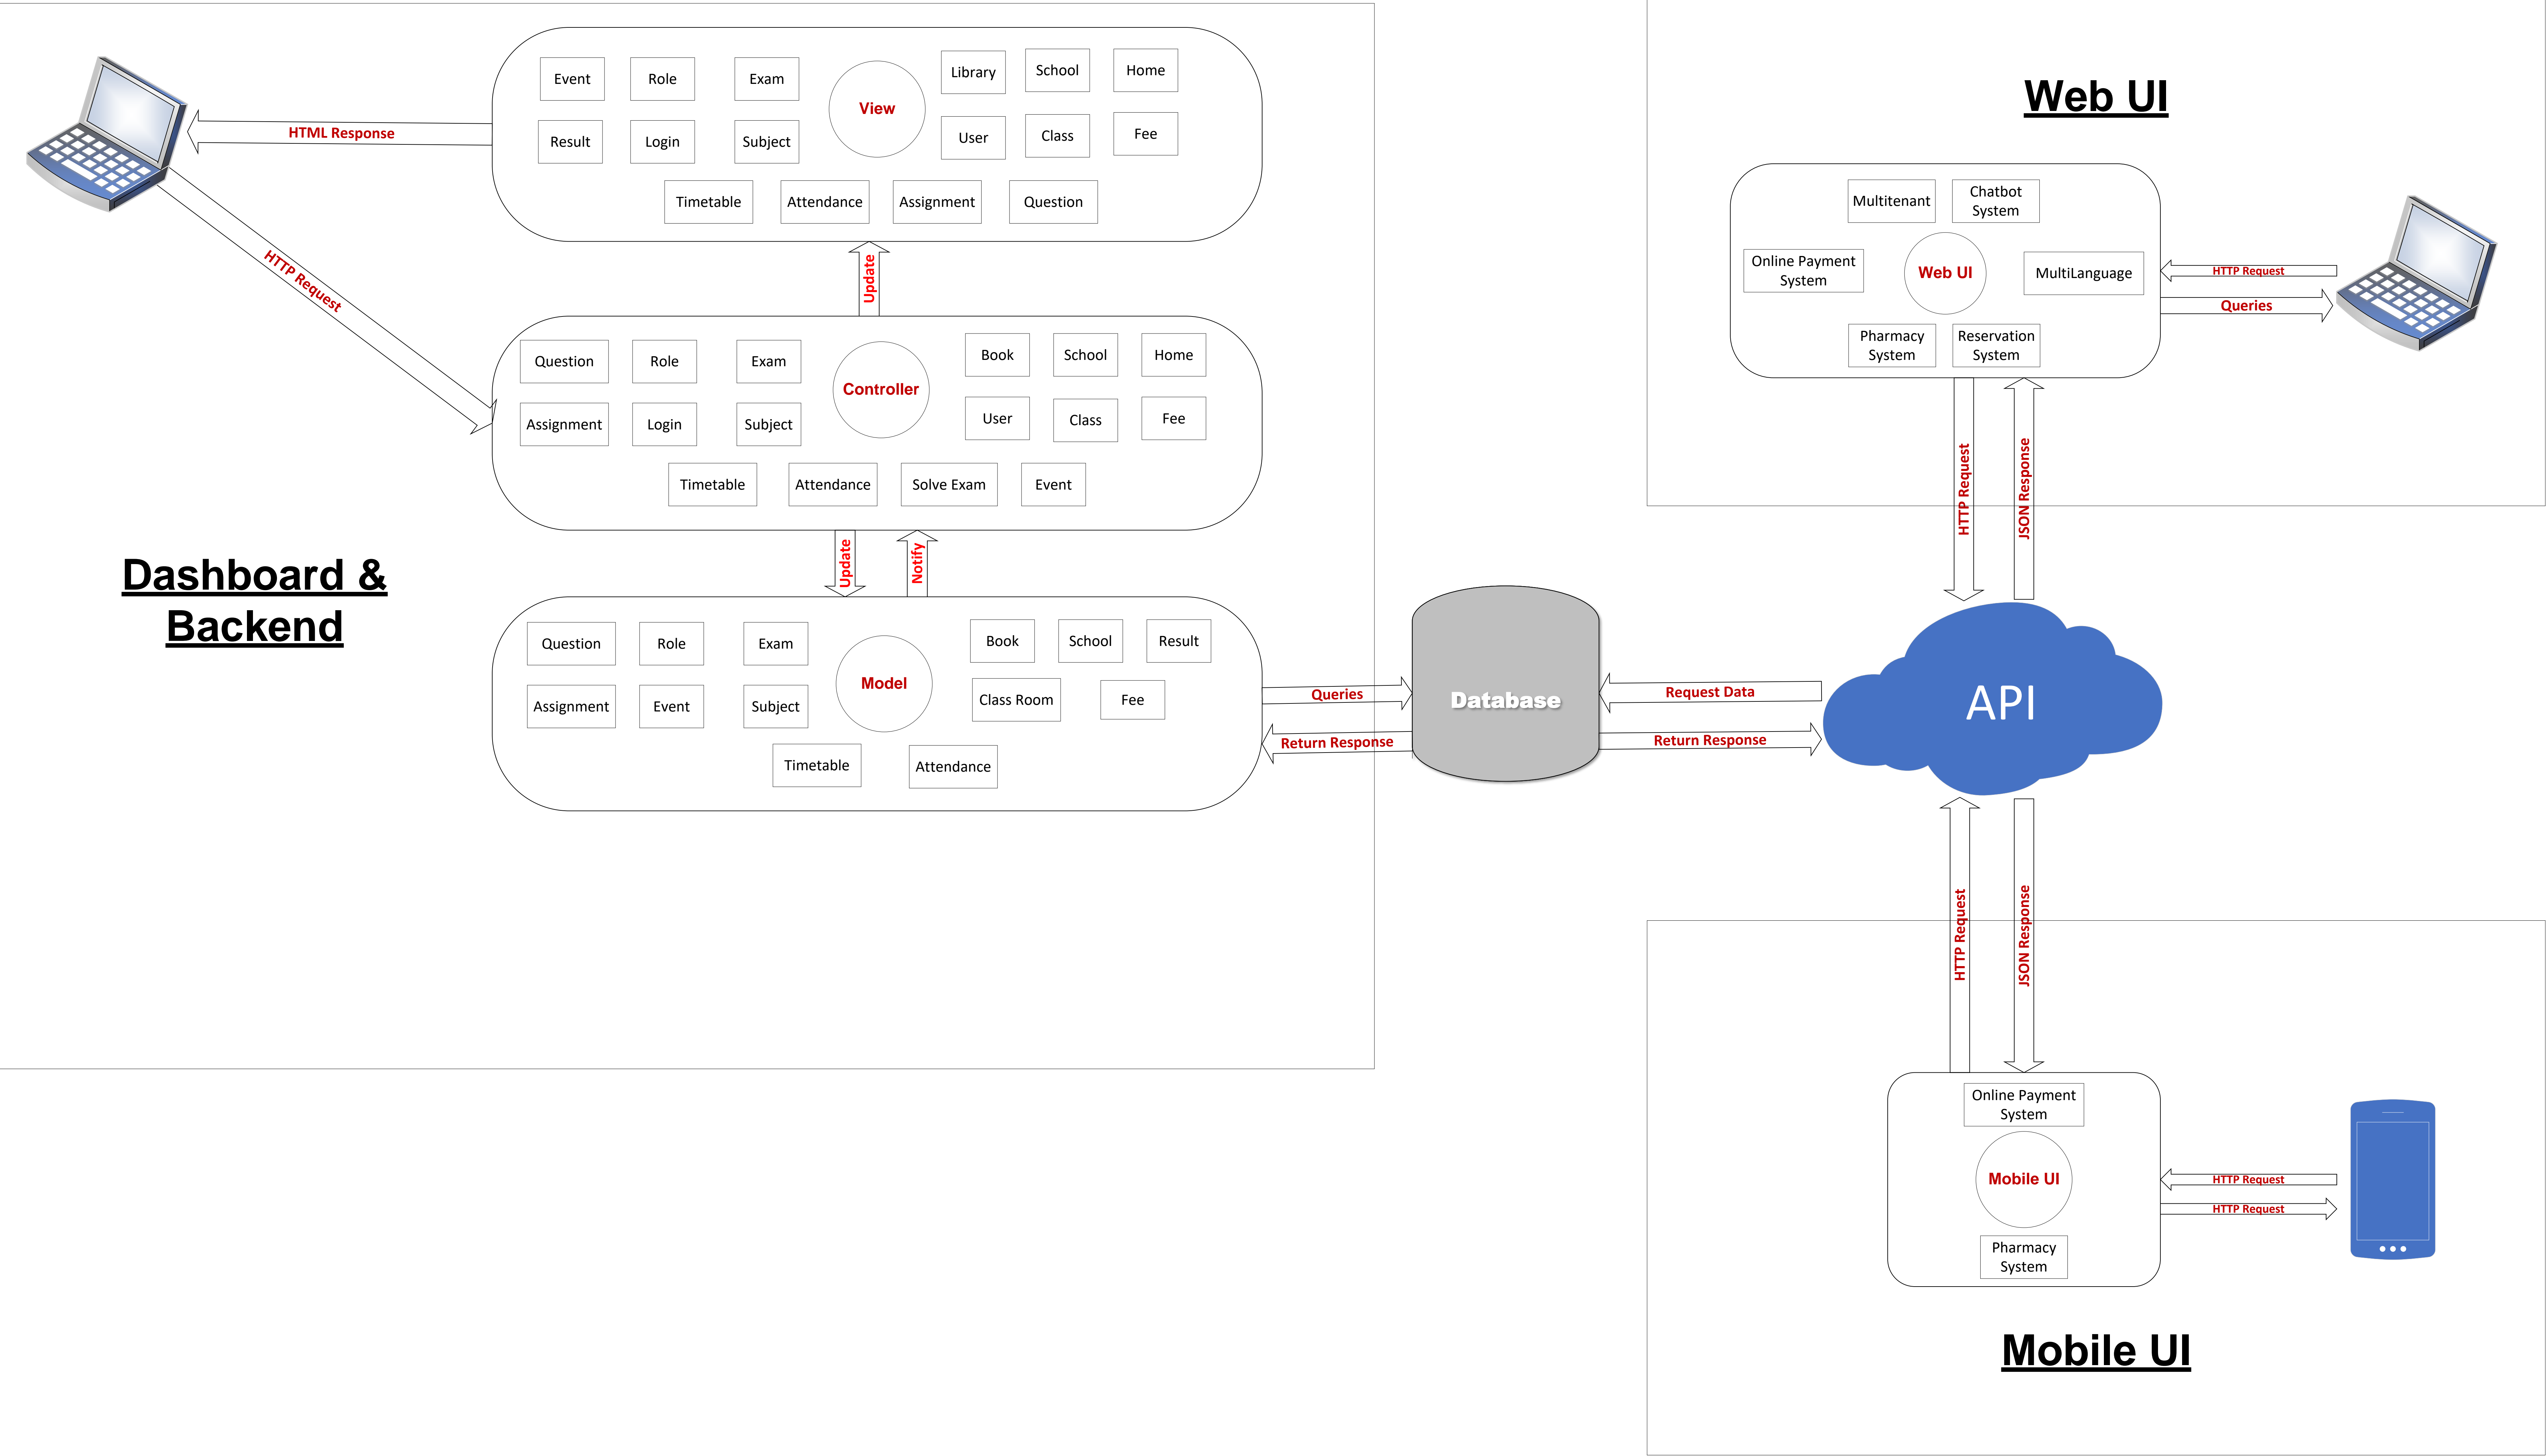 Event
Role
Exam
View
Library
School
Home
Result
Login
Subject
User
Class
Fee
Timetable
Attendance
Assignment
Question
HTML Response
HTTP Request
Update
Question
Role
Exam
Controller
Book
School
Home
Assignment
Login
Subject
User
Class
Fee
Timetable
Attendance
Solve Exam
Event
Update
Notify
Dashboard &
Backend
Question
Role
Exam
Model
Book
School
Result
Assignment
Event
Subject
Class Room
Fee
Timetable
Attendance
Queries
Return Response
Database
Request Data
Return Response
API
Web UI
Multitenant
Chatbot
System
Online Payment
System
Web UI
MultiLanguage
Pharmacy
System
Reservation
System
HTTP Request
Queries
HTTP Request
JSON Response
HTTP Request
JSON Response
Online Payment
System
Mobile UI
Pharmacy
System
HTTP Request
HTTP Request
Mobile UI